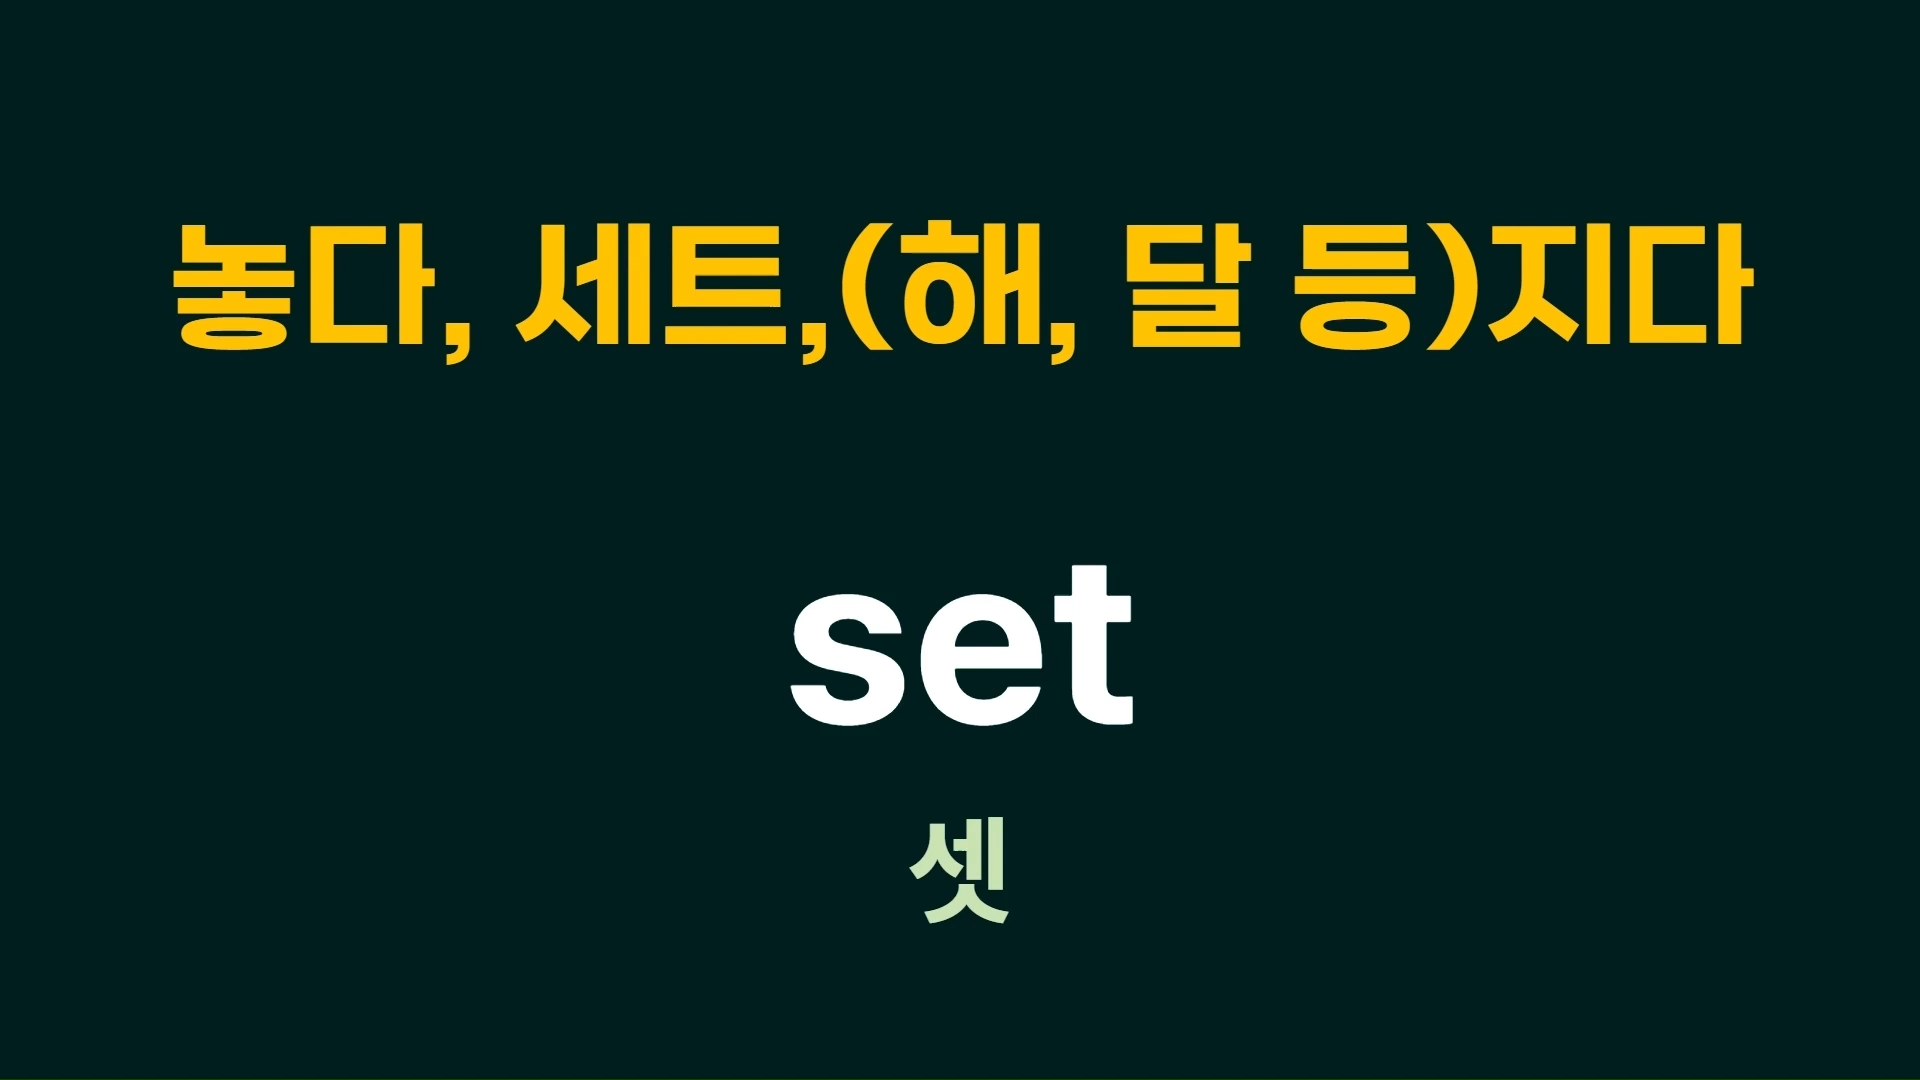 놓다, 세트,(해, 달 등)지다
set
셋